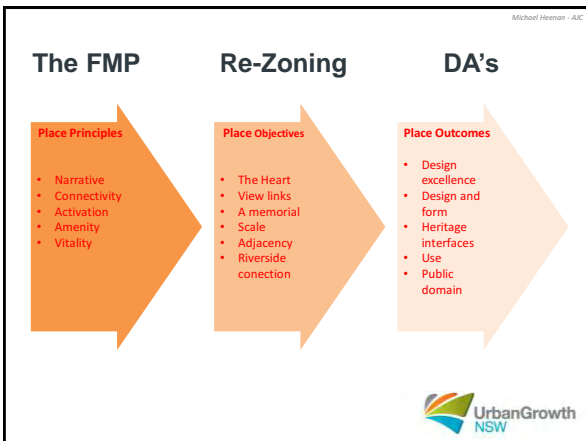 Michael Heenan - AJC
The FMP
Re-Zoning
DA's
Place Principles
• Narrative
• Connectivity
• Activation
• Amenity
• Vitality
Place Objectives
• The Heart
• View links
• A memorial
• Scale
• Adjacency
• Riverside
conection
Place Outcomes
• Design
excellence
• Design and
form
• Heritage
interfaces
• Use
• Public
domain
UrbanGrowth
NSW